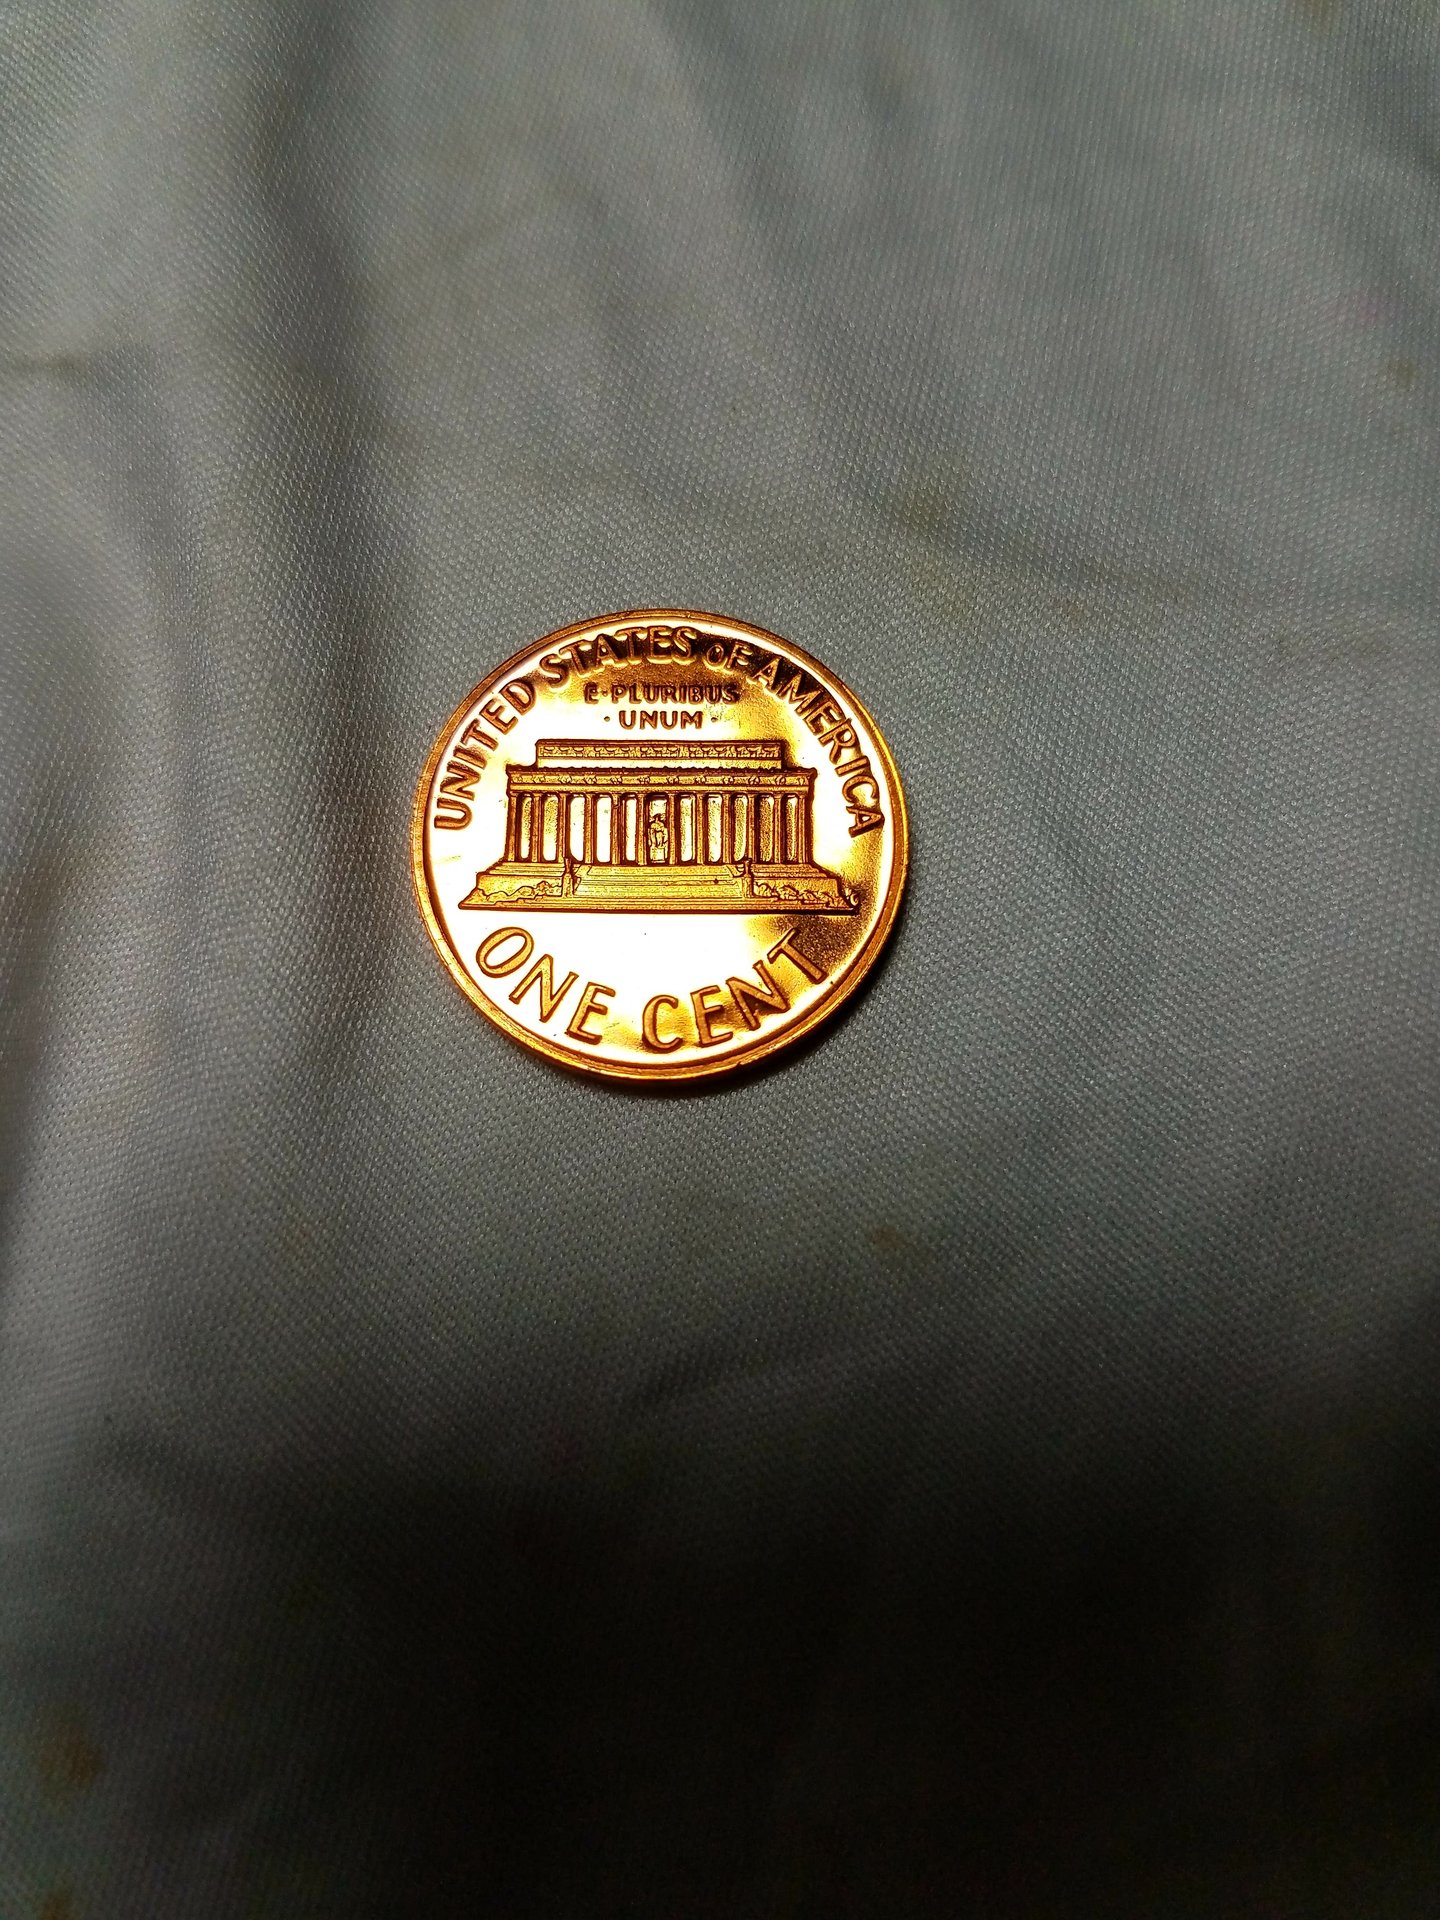 UNITED STATES OF AMERICA
E·PLURIBUS
·UNUM·
ONE CENT